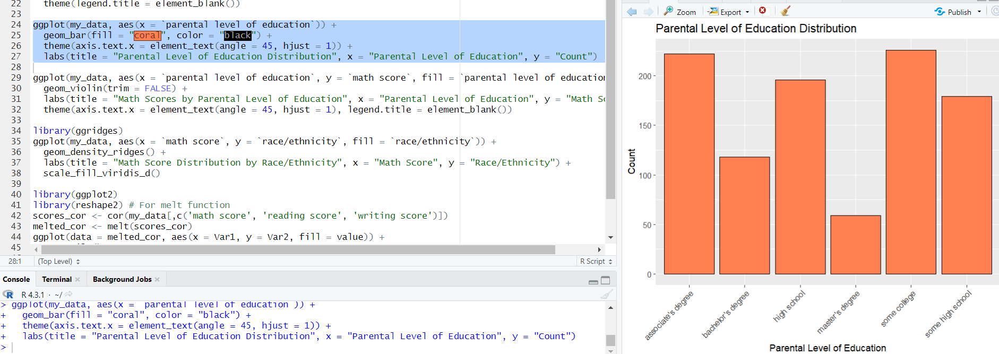 22 theme(legend.title = element_blank())
23
24 ggplot(my_data, aes(x = `parental level of education`)) +
25 geom_bar(fill = "coral", color = "black") +
26 theme(axis.text.x = element_text(angle = 45, hjust = 1)) +
27 labs(title = "Parental Level of Education Distribution", x = "Parental Level of Education", y = "Count")
28
29 ggplot(my_data, aes(x = `parental level of education`, y = `math score`, fill = `parental level of education
30 geom_violin(trim = FALSE) +
31 labs(title = "Math Scores by Parental Level of Education", x = "Parental Level of Education", y = "Math Sc
32 theme(axis.text.x = element_text(angle = 45, hjust = 1), legend.title = element_blank())
33
34 library(ggridges)
35 ggplot(my_data, aes(x = `math score`, y = `race/ethnicity`, fill = `race/ethnicity`)) +
36 geom_density_ridges() +
37 labs(title = "Math Score Distribution by Race/Ethnicity", x = "Math Score", y = "Race/Ethnicity") +
38 scale_fill_viridis_d()
39
40 library(ggplot2)
41 library(reshape2) # For melt function
42 scores_cor <- cor(my_data[,c('math score', 'reading score', 'writing score')])
43 melted_cor <- melt(scores_cor)
44 ggplot(data = melted_cor, aes(x = Var1, y = Var2, fill = value)) +
45
28:1 (Top Level) R Script
Console Terminal Background Jobs
R R 4.3.1 · ~/
> ggplot(my_data, aes(x = parental level of education )) +
+ geom_bar(fill = "coral", color = "black") +
+ theme(axis.text.x = element_text(angle = 45, hjust = 1)) +
+ labs(title = "Parental Level of Education Distribution", x = "Parental Level of Education", y = "Count")
>
Zoom Export Publish
Parental Level of Education Distribution
200
150
100
50
0
Count
associate's degree
bachelor's degree
high school
master's degree
some college
some high school
Parental Level of Education